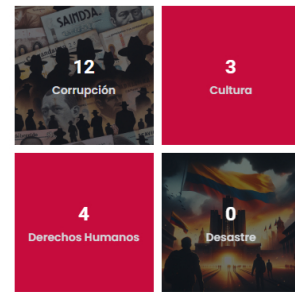 12
Corrupción
3
Cultura
4
Derechos Humanos
0
Desastre